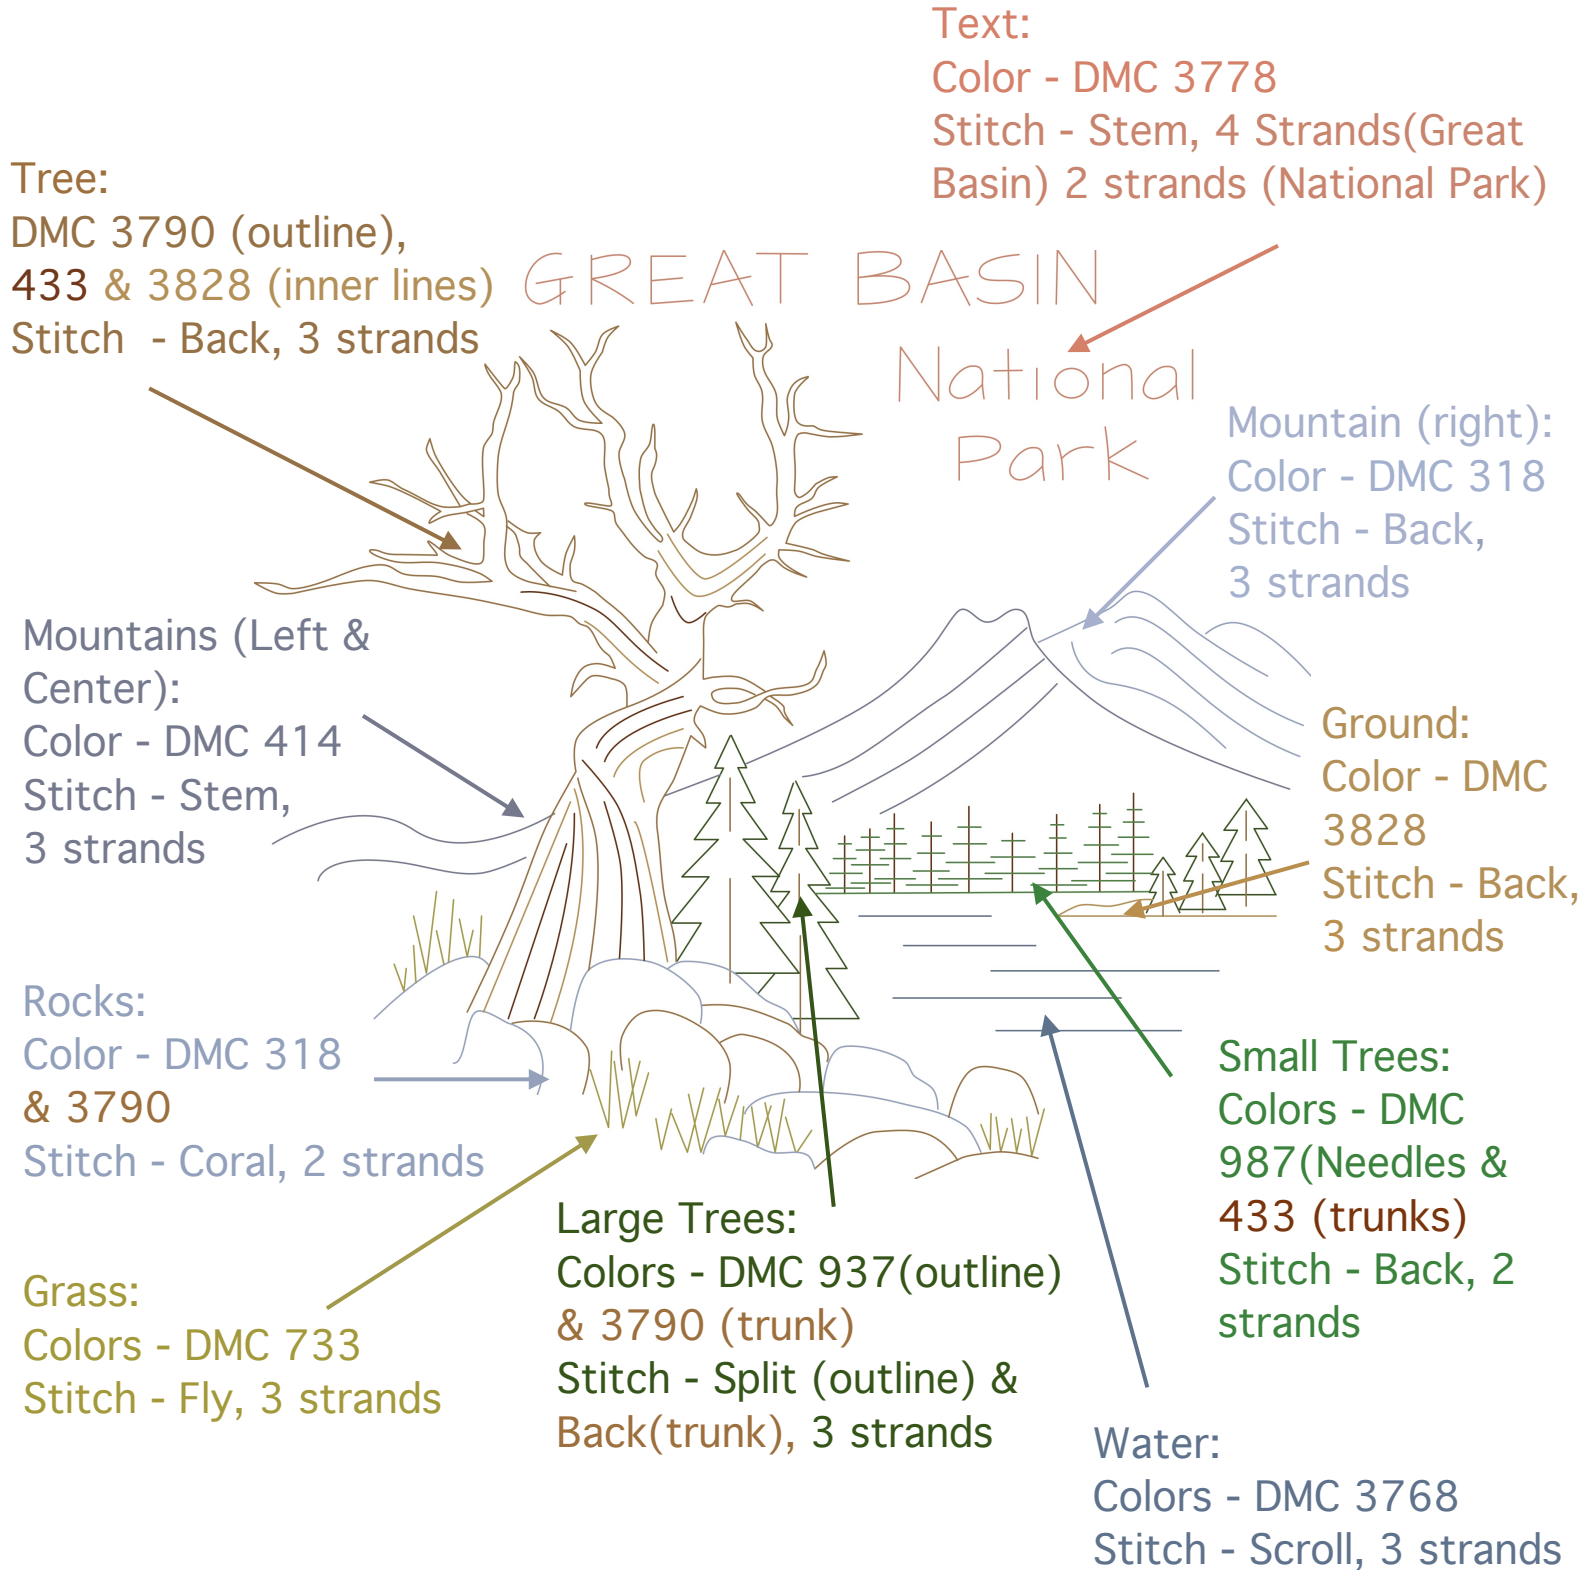 Text:
Color - DMC 3778
Stitch - Stem, 4 Strands(Great
Basin) 2 strands (National Park)
Tree:
DMC 3790 (outline),
433 & 3828 (inner lines)
Stitch - Back, 3 strands
GREAT BASIN
National
Park
Mountain (right):
Color - DMC 318
Stitch - Back,
3 strands
Mountains (Left &
Center):
Color - DMC 414
Stitch - Stem,
3 strands
Ground:
Color - DMC
3828
Stitch - Back,
3 strands
Rocks:
Color - DMC 318
& 3790
Stitch - Coral, 2 strands
Small Trees:
Colors - DMC
987(Needles &
433 (trunks)
Stitch - Back, 2
strands
Large Trees:
Colors - DMC 937(outline)
& 3790 (trunk)
Stitch - Split (outline) &
Back(trunk), 3 strands
Grass:
Colors - DMC 733
Stitch - Fly, 3 strands
Water:
Colors - DMC 3768
Stitch - Scroll, 3 strands